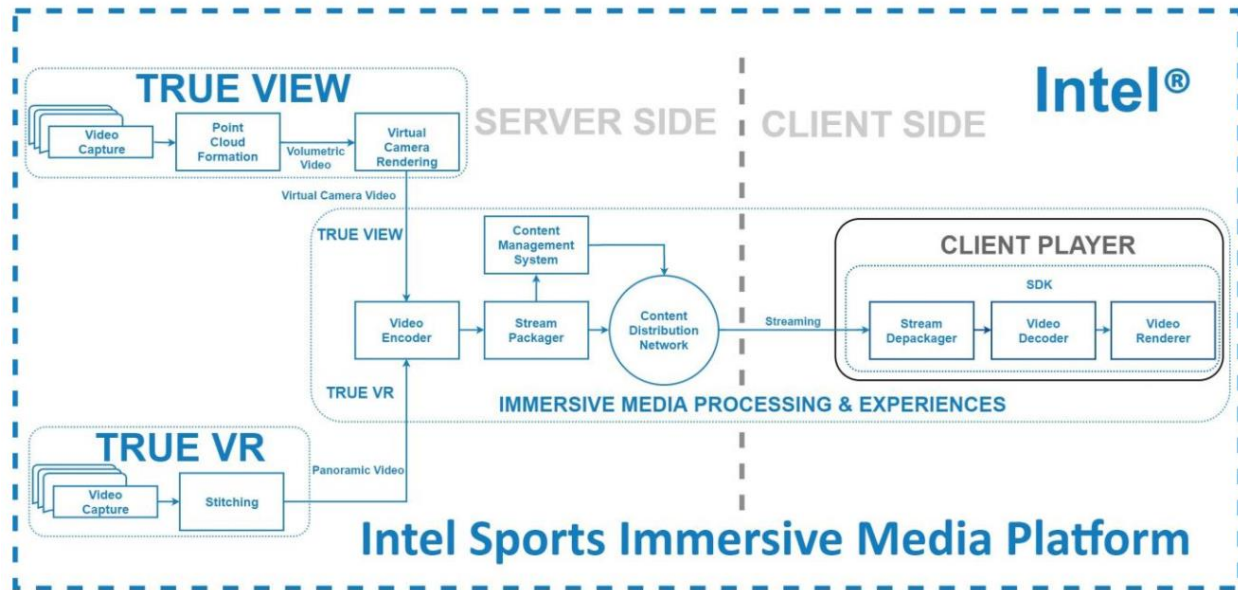 TRUE VIEW
Video
Capture
Point
Cloud
Formation
Volumetric
Video
Virtual
Camera
Rendering
SERVER SIDE
CLIENT SIDE
Intel®
Virtual Camera Video
TRUE VIEW
Content
Management
System
CLIENT PLAYER
SDK
Video
Encoder
Stream
Packager
Content
Distribution
Network
Streaming
Stream
Depackager
Video
Decoder
Video
Renderer
TRUE VR
IMMERSIVE MEDIA PROCESSING & EXPERIENCES
TRUE VR
Video
Capture
Stitching
Panoramic Video
Intel Sports Immersive Media Platform